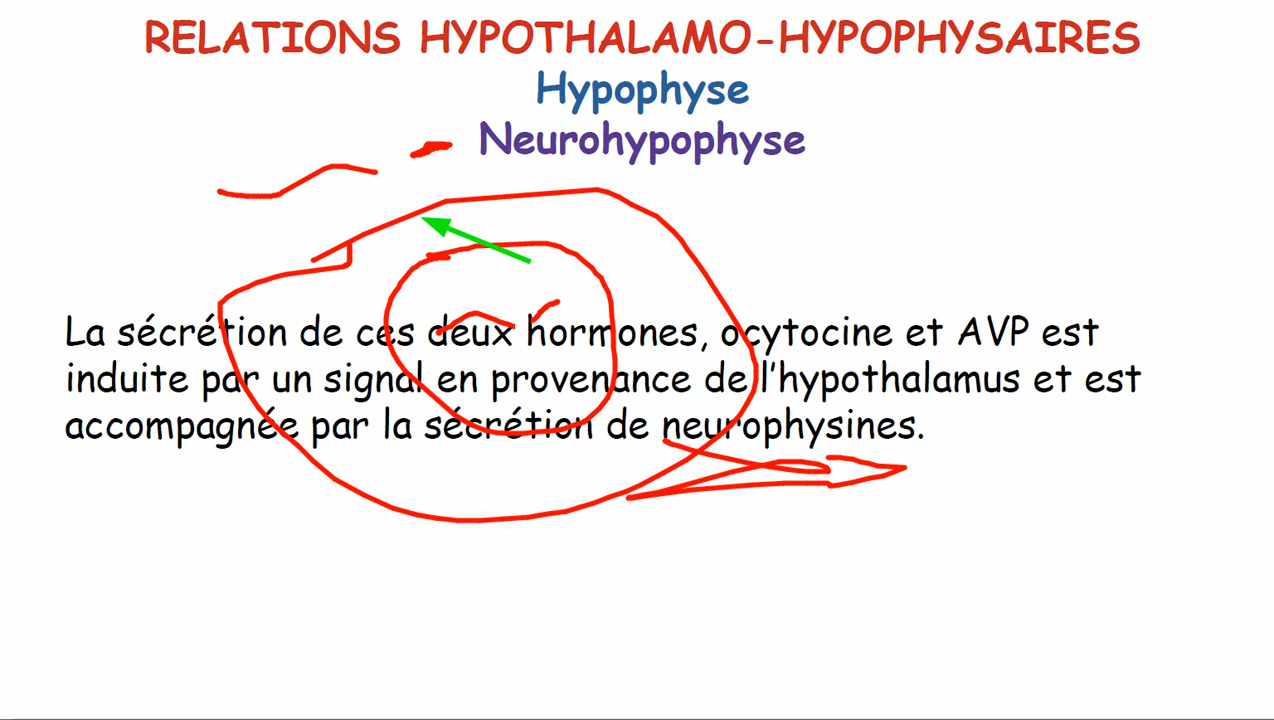 RELATIONS HYPOTHALAMO-HYPOPHYSAIRES
Hypophyse
Neurohypophyse
La sécrétion de ces deux hormones, ocytocine et AVP est
induite par un signal en provenance de l'hypothalamus et est
accompagnée par la sécrétion de neurophysines.